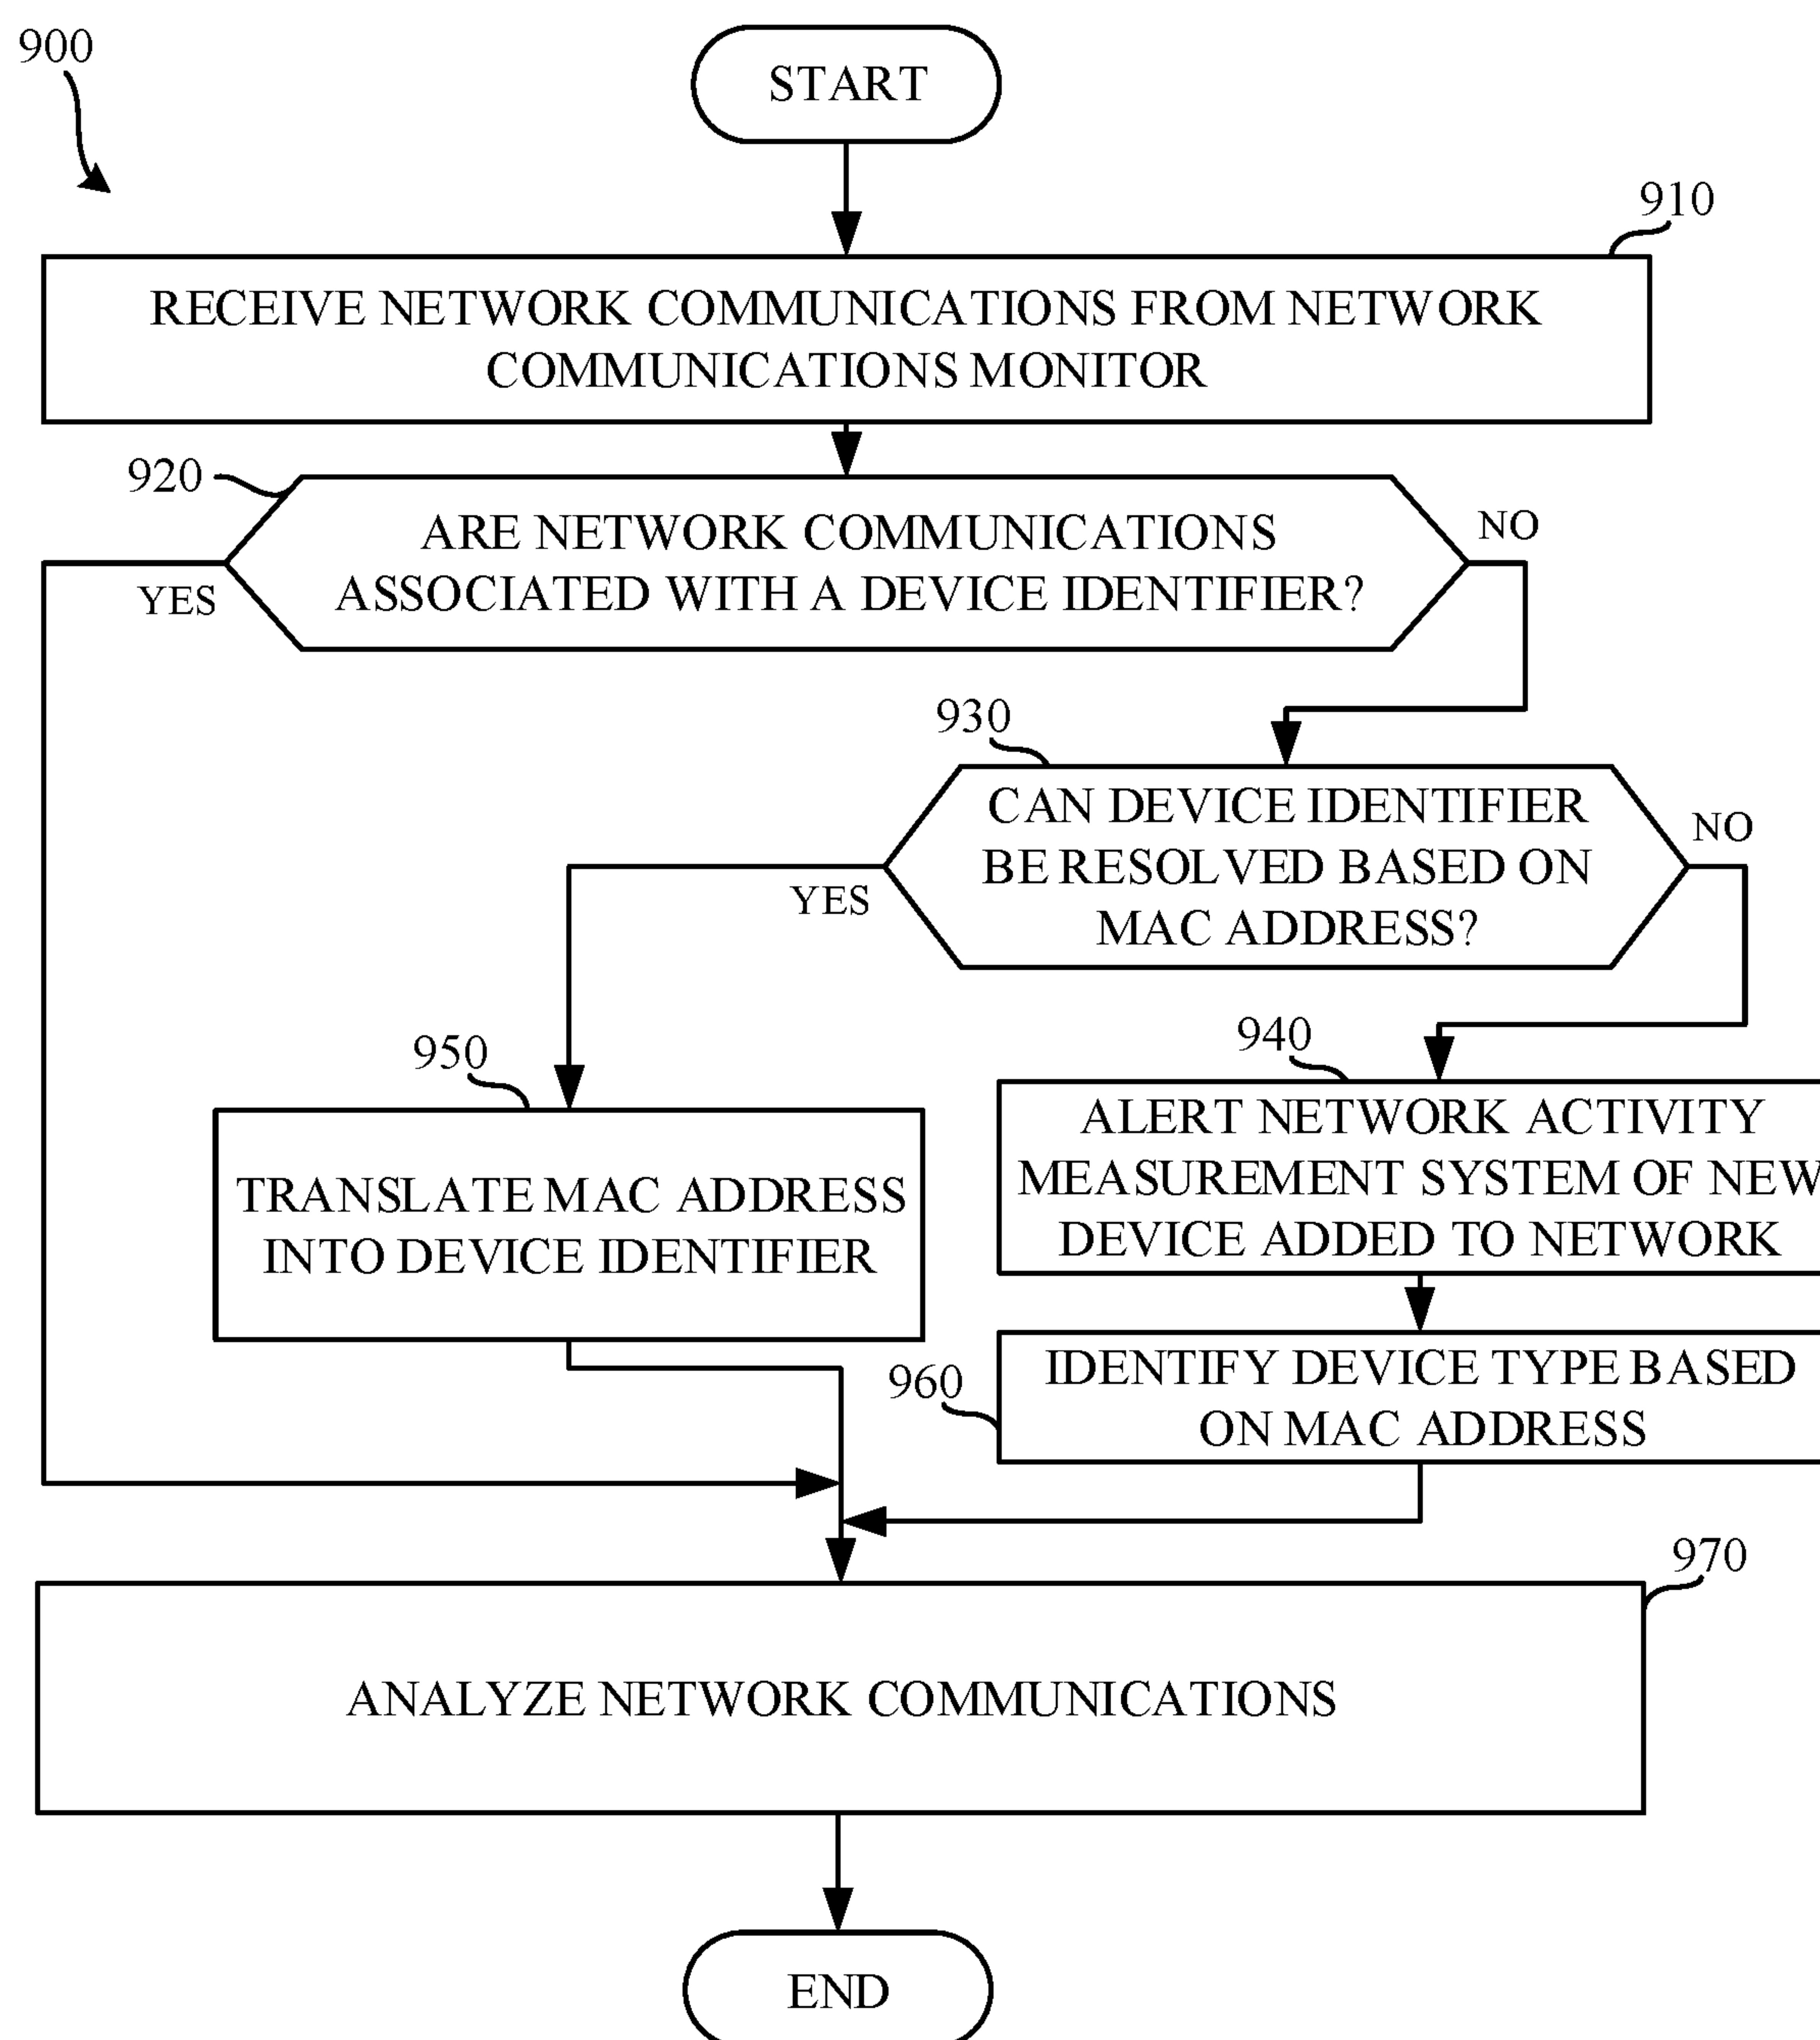 900
START
910
RECEIVE NETWORK COMMUNICATIONS FROM NETWORK
COMMUNICATIONS MONITOR
920
ARE NETWORK COMMUNICATIONS
ASSOCIATED WITH A DEVICE IDENTIFIER?
NO
YES
930
CAN DEVICE IDENTIFIER
BE RESOLVED BASED ON
MAC ADDRESS?
NO
YES
940
ALERT NETWORK ACTIVITY
MEASUREMENT SYSTEM OF NEW
DEVICE ADDED TO NETWORK
950
TRANSLATE MAC ADDRESS
INTO DEVICE IDENTIFIER
960
IDENTIFY DEVICE TYPE BASED
ON MAC ADDRESS
970
ANALYZE NETWORK COMMUNICATIONS
END